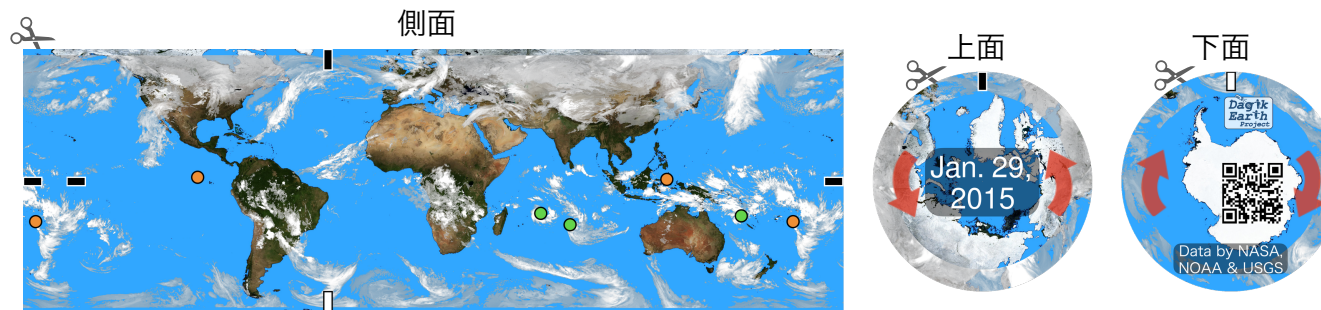 側面
上面
下面
Jan. 29,
2015
Dagik
Earth
Project
Data by NASA,
NOAA & USGS